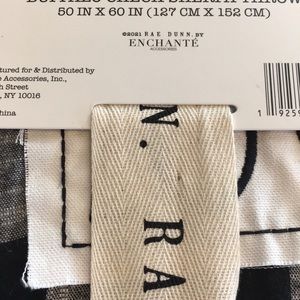 BUFFALO CHECK SHERPA THROW
50 IN X 60 IN (127 CM X 152 CM)
©2021 RAE DUNN, BY
ENCHANTÉ
ACCESSORIES
tured for & Distributed by
Accessories, Inc.,
h Street
, NY 10016
hina
1 9259
N. RA